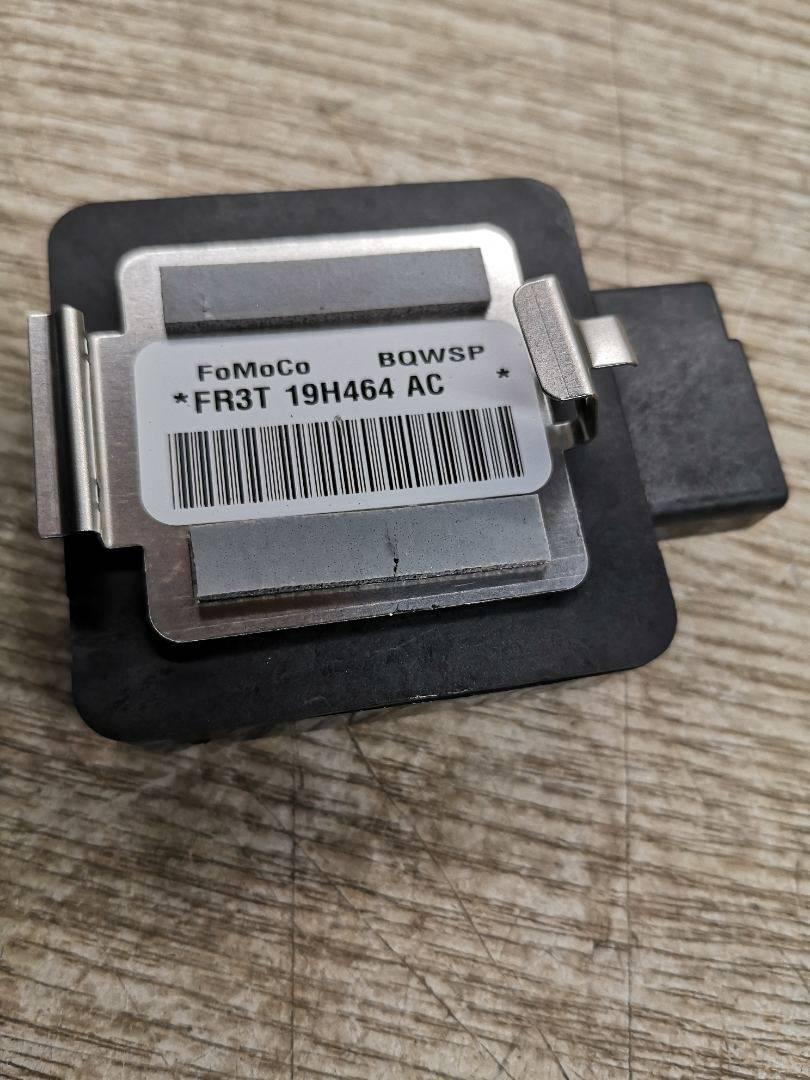 FoMoCo BQWSP
*FR3T 19H464 AC *